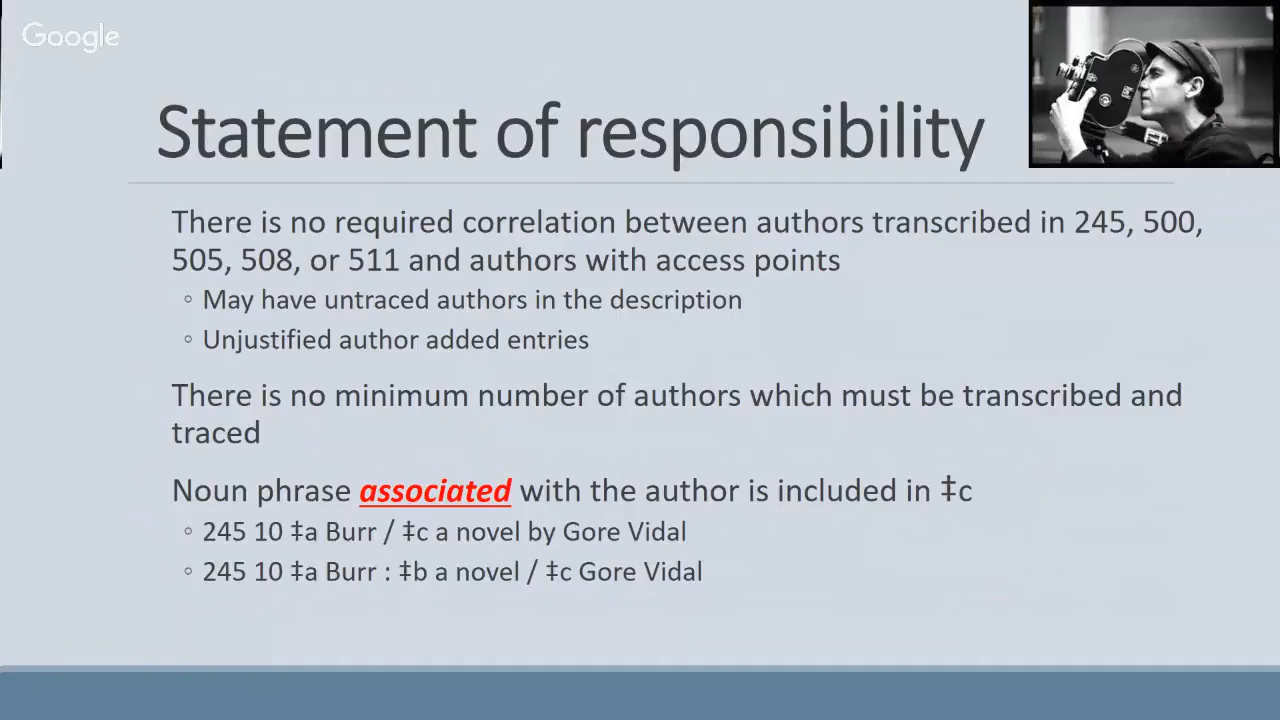 Google
Statement of responsibility
There is no required correlation between authors transcribed in 245, 500,
505, 508, or 511 and authors with access points
◦ May have untraced authors in the description
◦ Unjustified author added entries
There is no minimum number of authors which must be transcribed and
traced
Noun phrase associated with the author is included in ‡c
◦ 245 10 ‡a Burr / ‡c a novel by Gore Vidal
◦ 245 10 ‡a Burr : ‡b a novel / ‡c Gore Vidal